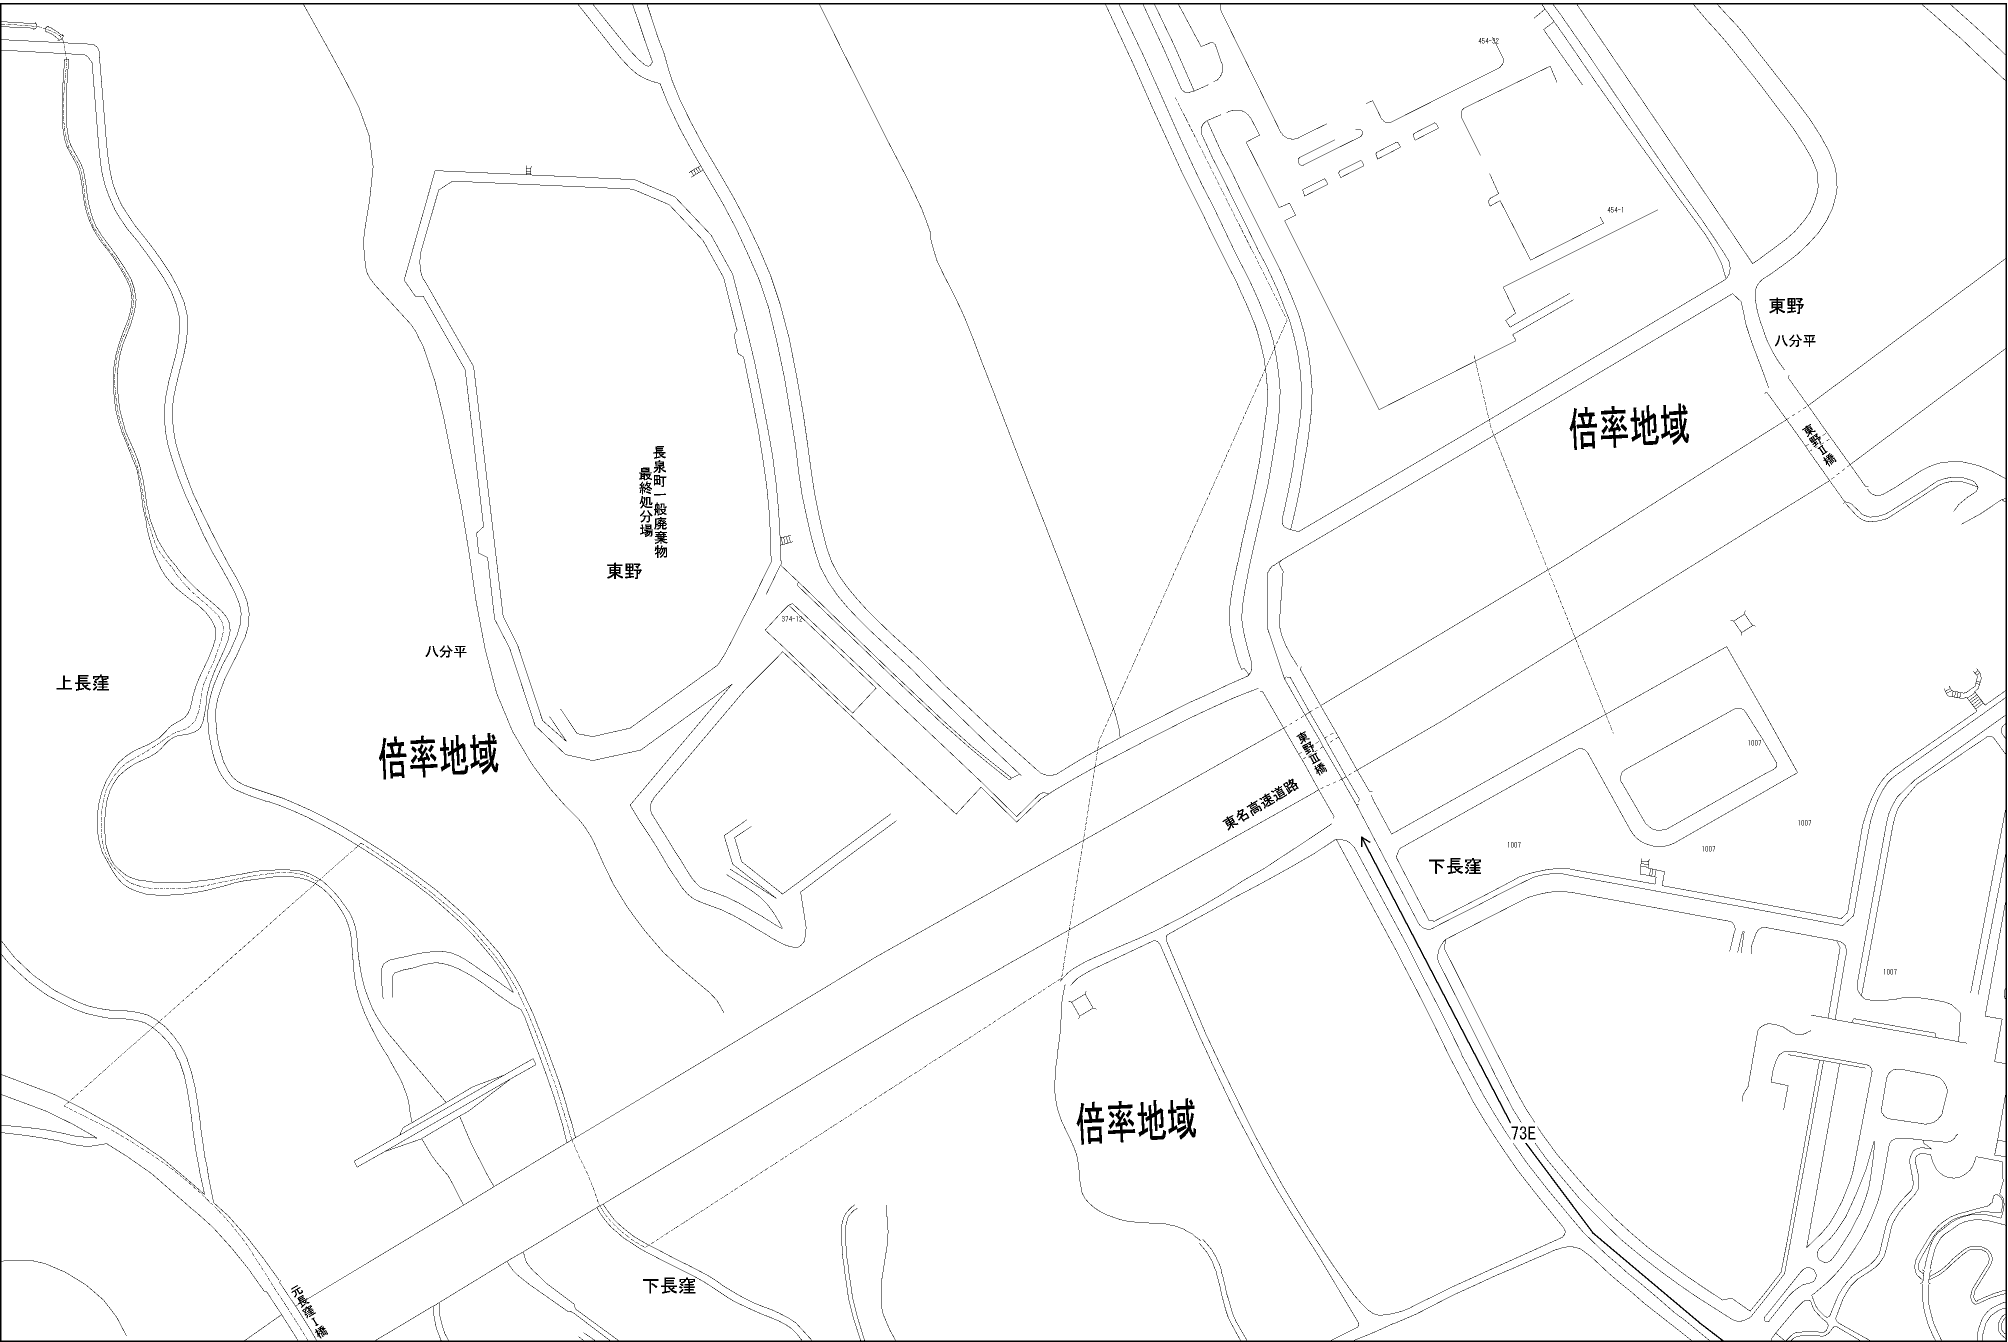 454-32
454-1
東野
八分平
倍率地域
東野Ⅱ橋
長泉町一般廃棄物
最終処分場
東野
374-12
八分平
上長窪
倍率地域
東野Ⅲ橋
東名高速道路
1007
1007
1007
1007
下長窪
1007
倍率地域
73E
下長窪
元長窪Ⅰ橋